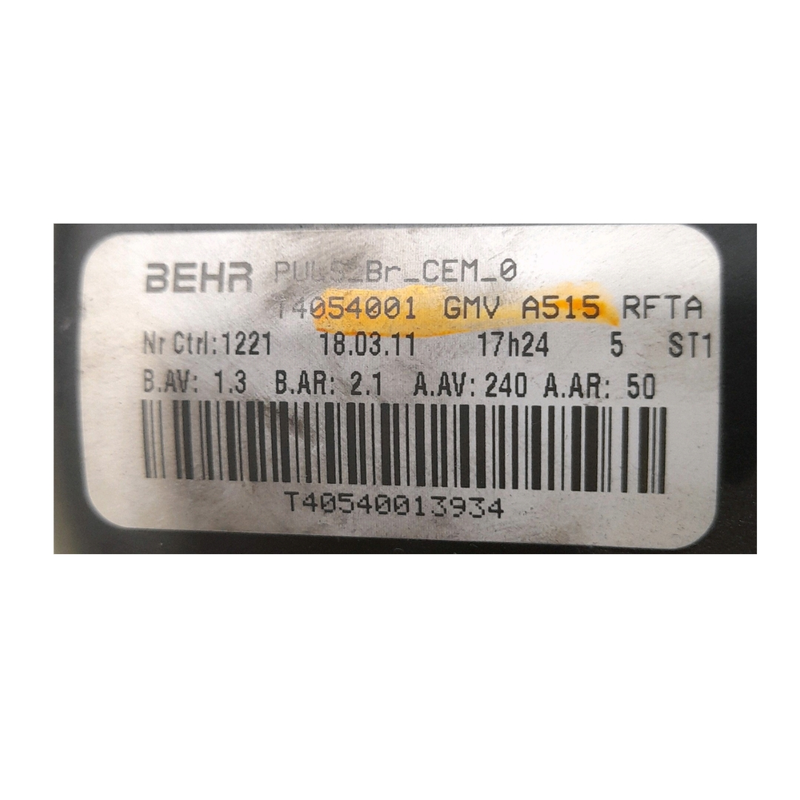 BEHR PULS_Br_CEM_0
T4054001 GMV A515 RFTA
Nr Ctrl:1221 18.03.11 17h24 5 ST1
B.AV: 1.3 B.AR: 2.1 A.AV: 240 A.AR: 50
T40540013934